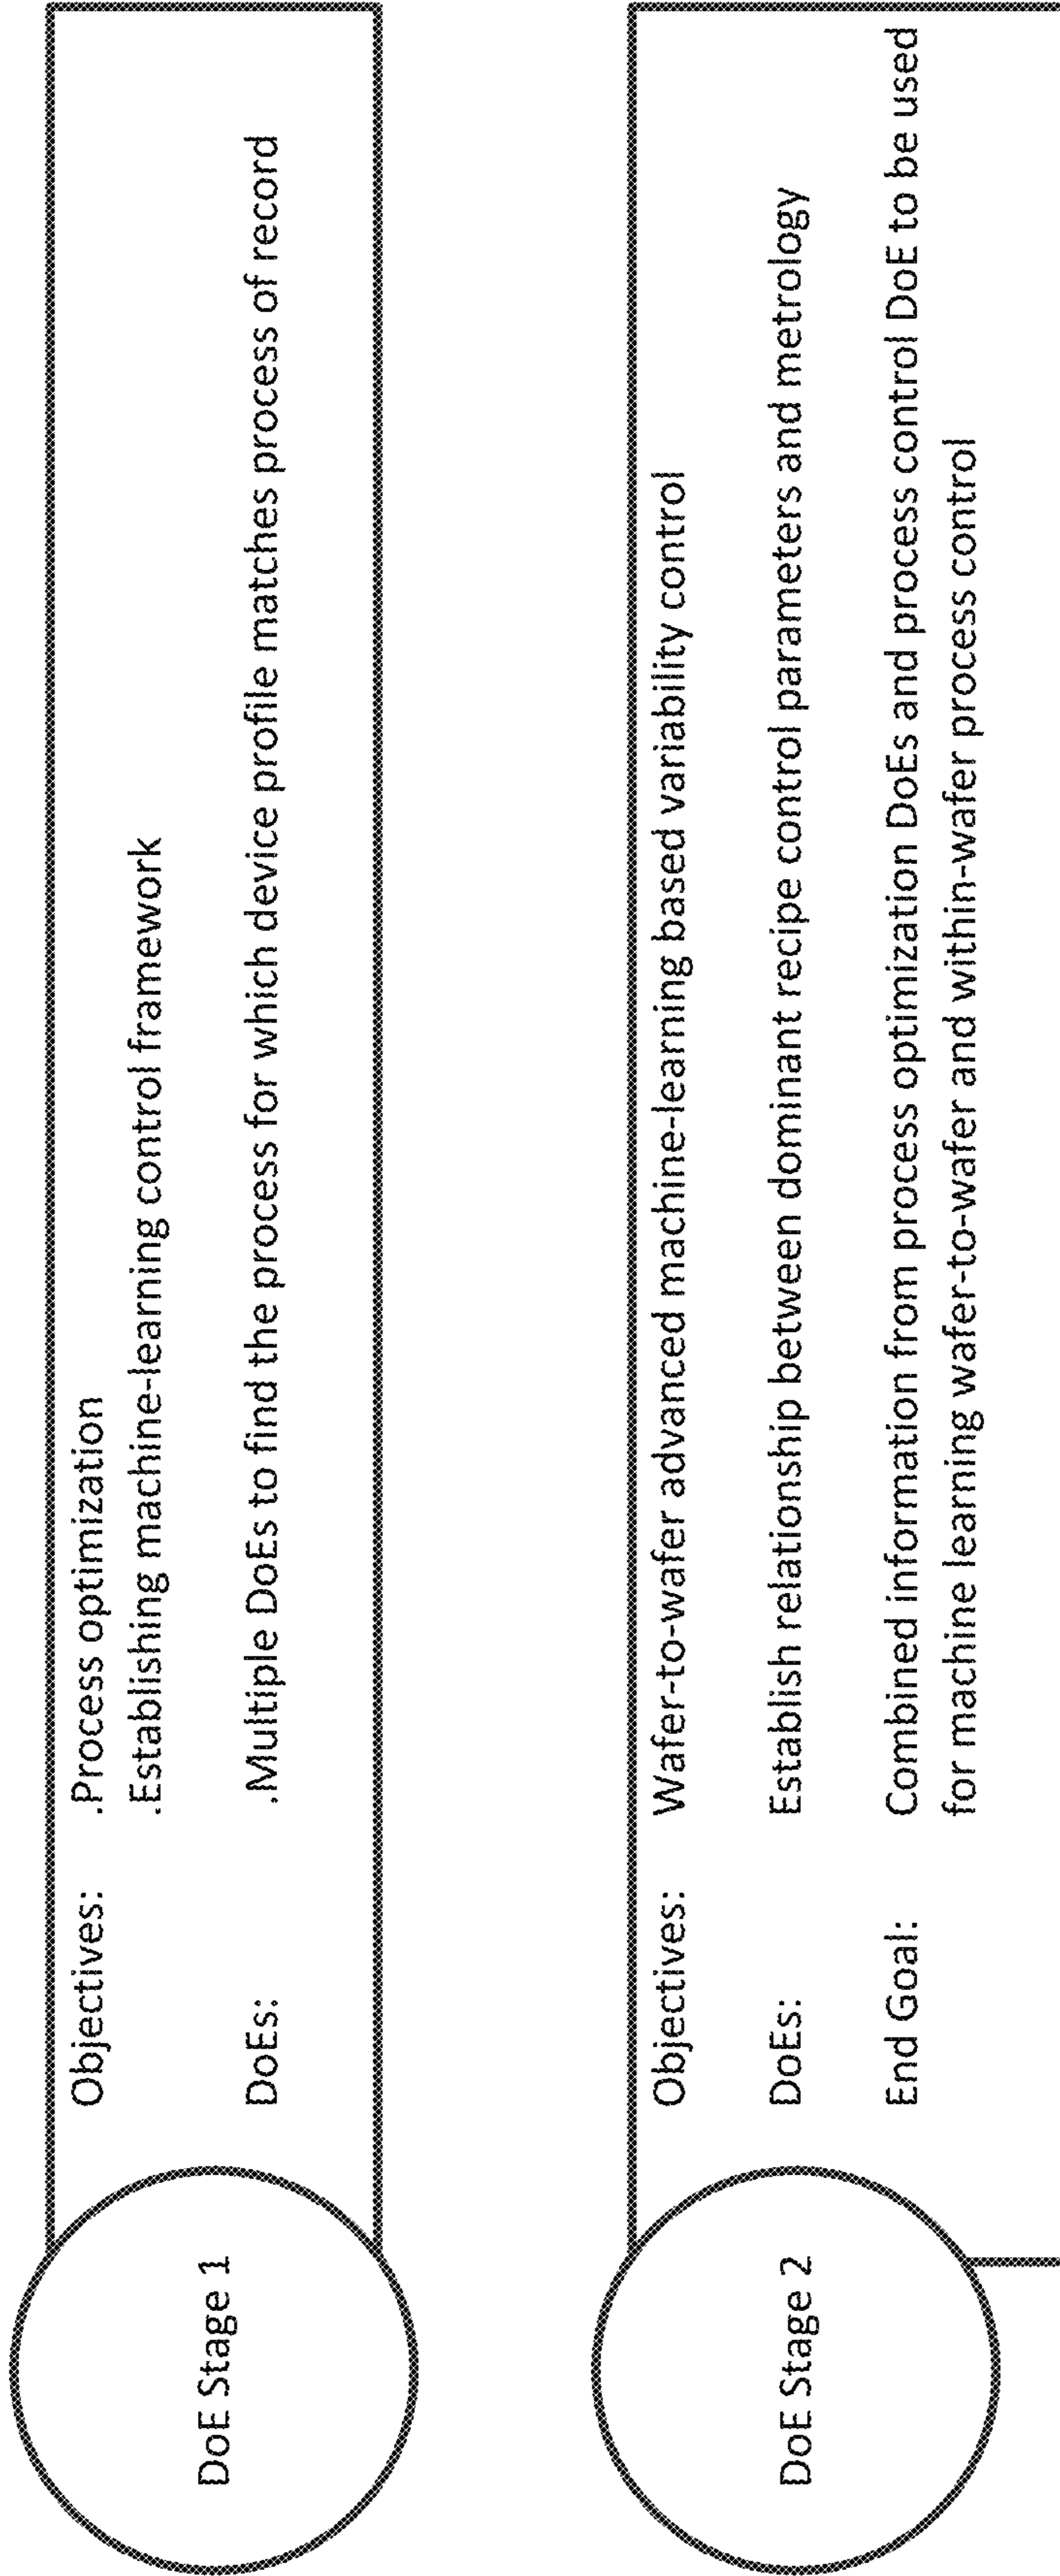 DoE Stage 1
Objectives:
.Process optimization
.Establishing machine-learning control framework
DoEs:
.Multiple DoEs to find the process for which device profile matches process of record
DoE Stage 2
Objectives:
Wafer-to-wafer advanced machine-learning based variability control
DoEs:
Establish relationship between dominant recipe control parameters and metrology
End Goal:
Combined information from process optimization DoEs and process control DoE to be used
for machine learning wafer-to-wafer and within-wafer process control